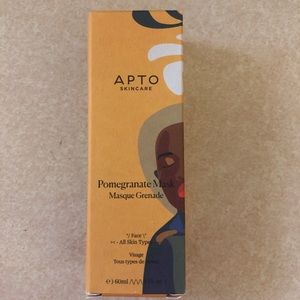 APTO
SKINCARE
Pomegranate Mask
Masque Grenade
"/ Face \"
- All Skin Types
Visage
Tous types de
60ml